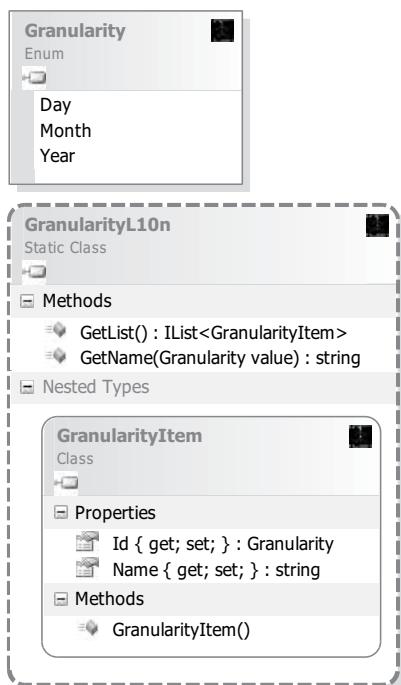 Granularity
Enum
Day
Month
Year
GranularityL10n
Static Class
Methods
GetList() : IList<GranularityItem>
GetName(Granularity value) : string
Nested Types
GranularityItem
Class
Properties
Id { get; set; } : Granularity
Name { get; set; } : string
Methods
GranularityItem()